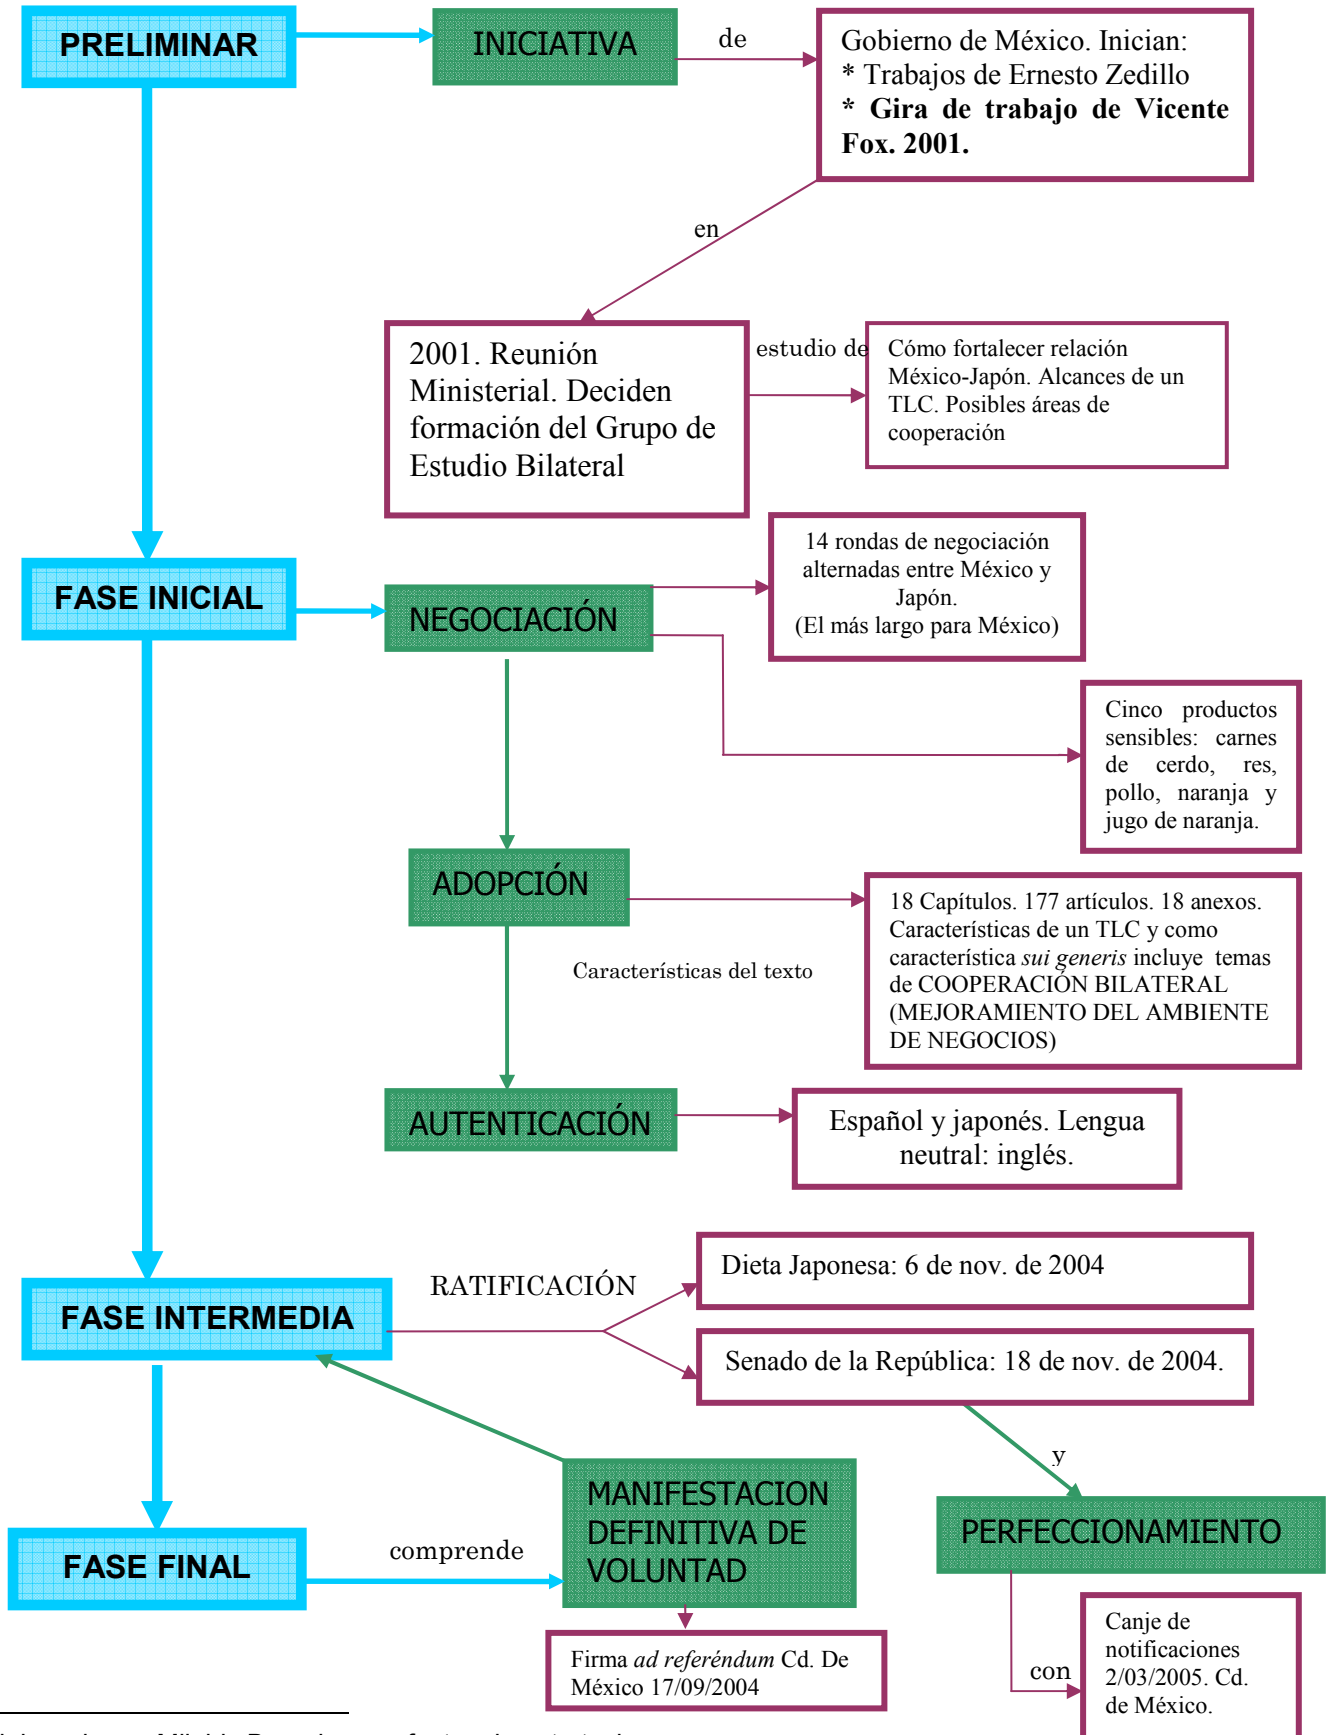 PRELIMINAR
INICIATIVA
de
Gobierno de México. Inician:
* Trabajos de Ernesto Zedillo
* Gira de trabajo de Vicente
Fox. 2001.
en
2001. Reunión
Ministerial. Deciden
formación del Grupo de
Estudio Bilateral
estudio de
Cómo fortalecer relación
México-Japón. Alcances de un
TLC. Posibles áreas de
cooperación
FASE INICIAL
NEGOCIACIÓN
14 rondas de negociación
alternadas entre México y
Japón.
(El más largo para México)
Cinco productos
sensibles: carnes
de cerdo, res,
pollo, naranja y
jugo de naranja.
ADOPCIÓN
Características del texto
18 Capítulos. 177 artículos. 18 anexos.
Características de un TLC y como
característica sui generis incluye temas
de COOPERACIÓN BILATERAL
(MEJORAMIENTO DEL AMBIENTE
DE NEGOCIOS)
AUTENTICACIÓN
Español y japonés. Lengua
neutral: inglés.
FASE INTERMEDIA
RATIFICACIÓN
Dieta Japonesa: 6 de nov. de 2004
Senado de la República: 18 de nov. de 2004.
y
PERFECCIONAMIENTO
con
Canje de
notificaciones
2/03/2005. Cd.
de México.
FASE FINAL
comprende
MANIFESTACION
DEFINITIVA DE
VOLUNTAD
Firma ad referéndum Cd. De
México 17/09/2004